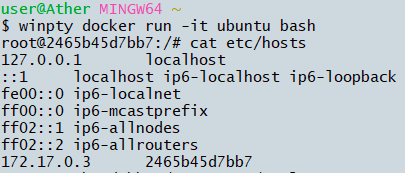 user@Ather MINGW64 ~
$ winpty docker run -it ubuntu bash
root@2465b45d7bb7:/# cat etc/hosts
127.0.0.1 localhost
::1 localhost ip6-localhost ip6-loopback
fe00::0 ip6-localnet
ff00::0 ip6-mcastprefix
ff02::1 ip6-allnodes
ff02::2 ip6-allrouters
172.17.0.3 2465b45d7bb7